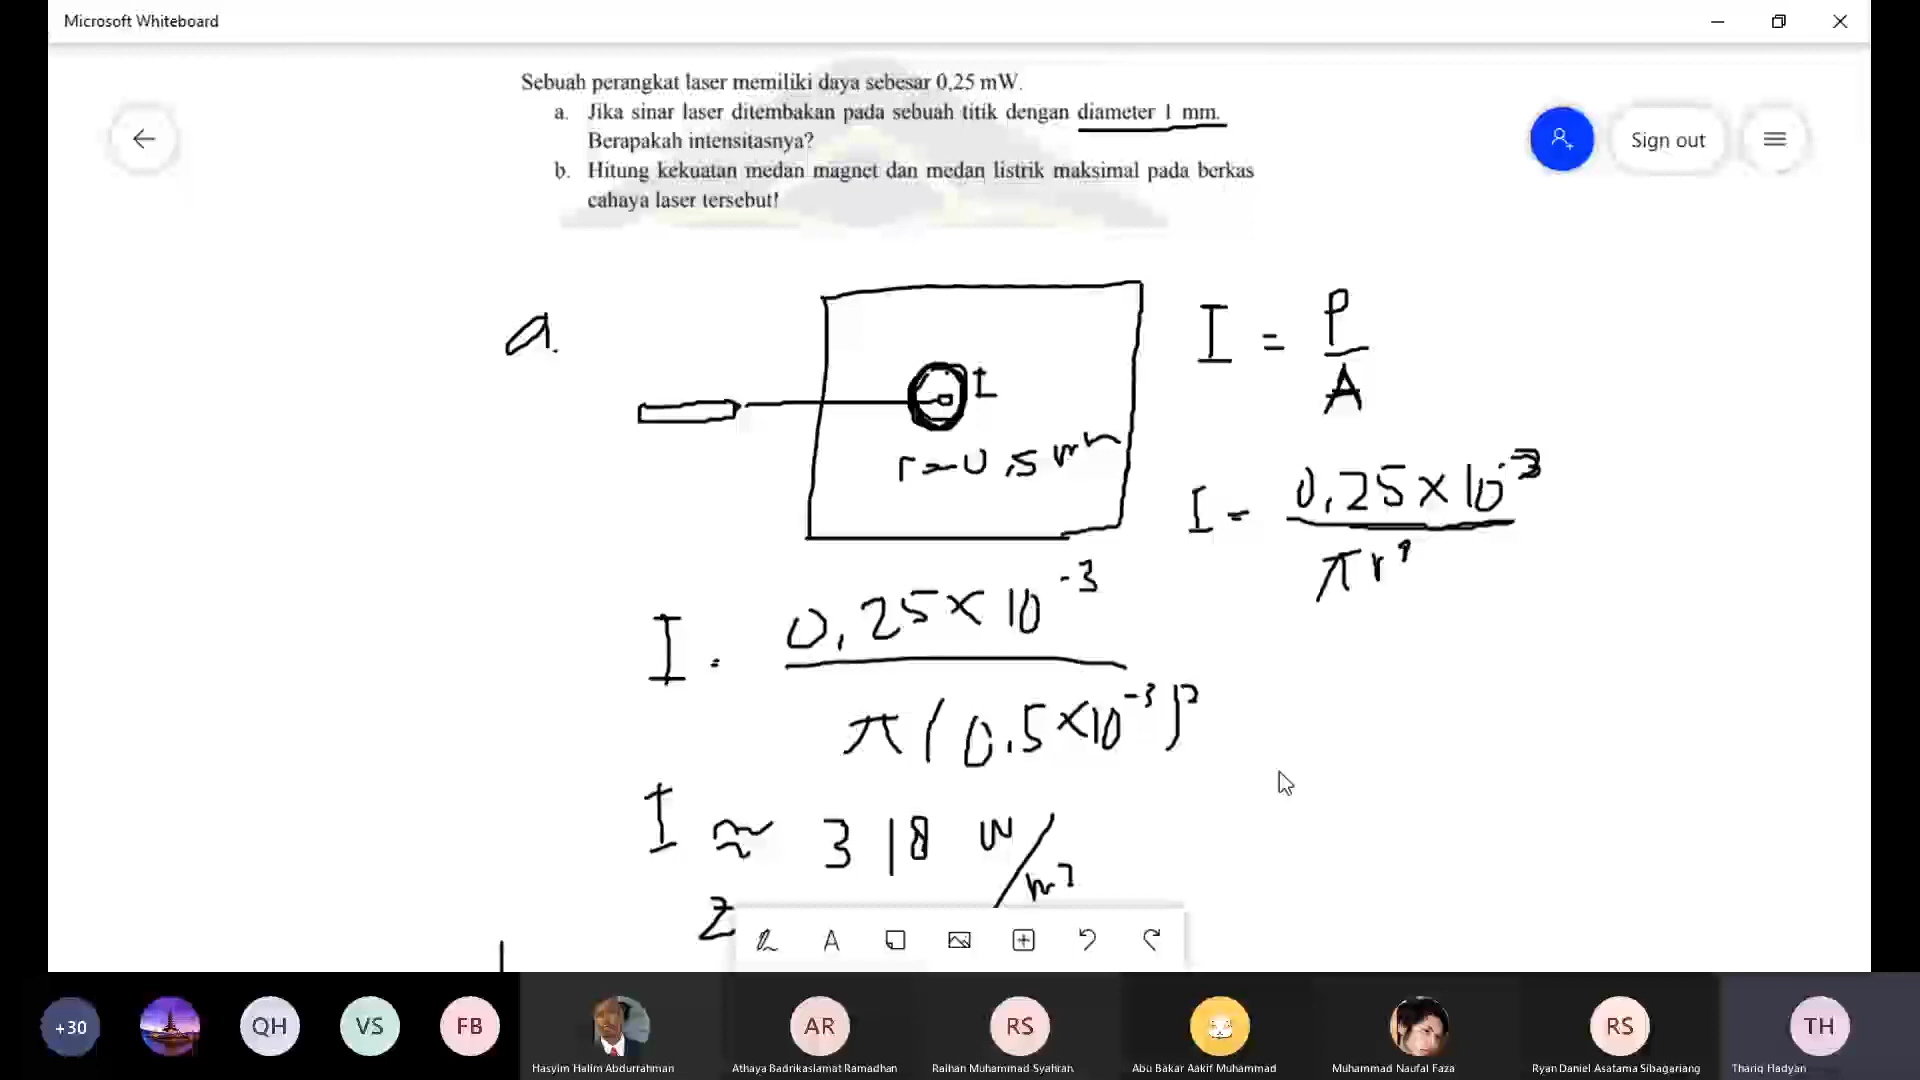 Microsoft Whiteboard
Sebuah perangkat laser memiliki daya sebesar 0,25 mW.
a. Jika sinar laser ditembakan pada sebuah titik dengan diameter 1 mm.
Berapakah intensitasnya?
b. Hitung kekuatan medan magnet dan medan listrik maksimal pada berkas
cahaya laser tersebut!
Sign out
a.
I
r = 0,5 mm
I = P/A
I = 0,25 × 10⁻³ / πr²
I = 0,25 × 10⁻³ / π(0.5 × 10⁻³)²
I ≈ 318 W/m²
A
+30
QH
VS
FB
AR
RS
RS
TH
Hasyim Halim Abdurrahman
Athaya Badrikaslamat Ramadhan
Raihan Muhammad Syahran
Abu Bakar Aakif Muhammad
Muhammad Naufal Faza
Ryan Daniel Asatama Sibagariang
Thariq Hadyan